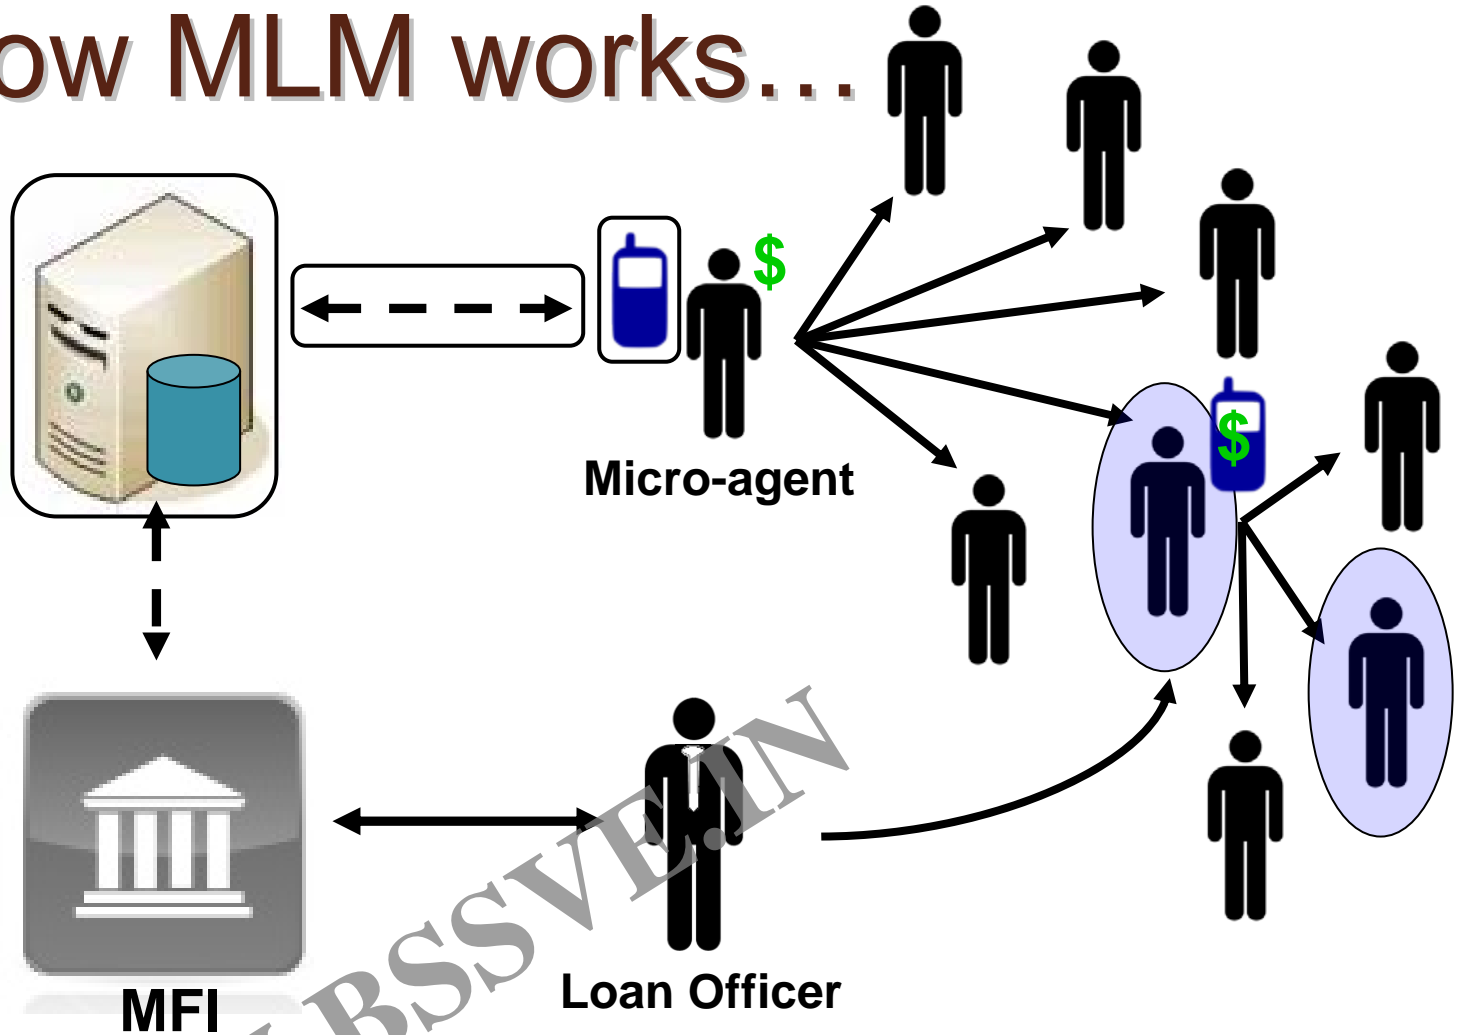 ow MLM works...
$
Micro-agent
$
MFI
Loan Officer
BSSVE.IN